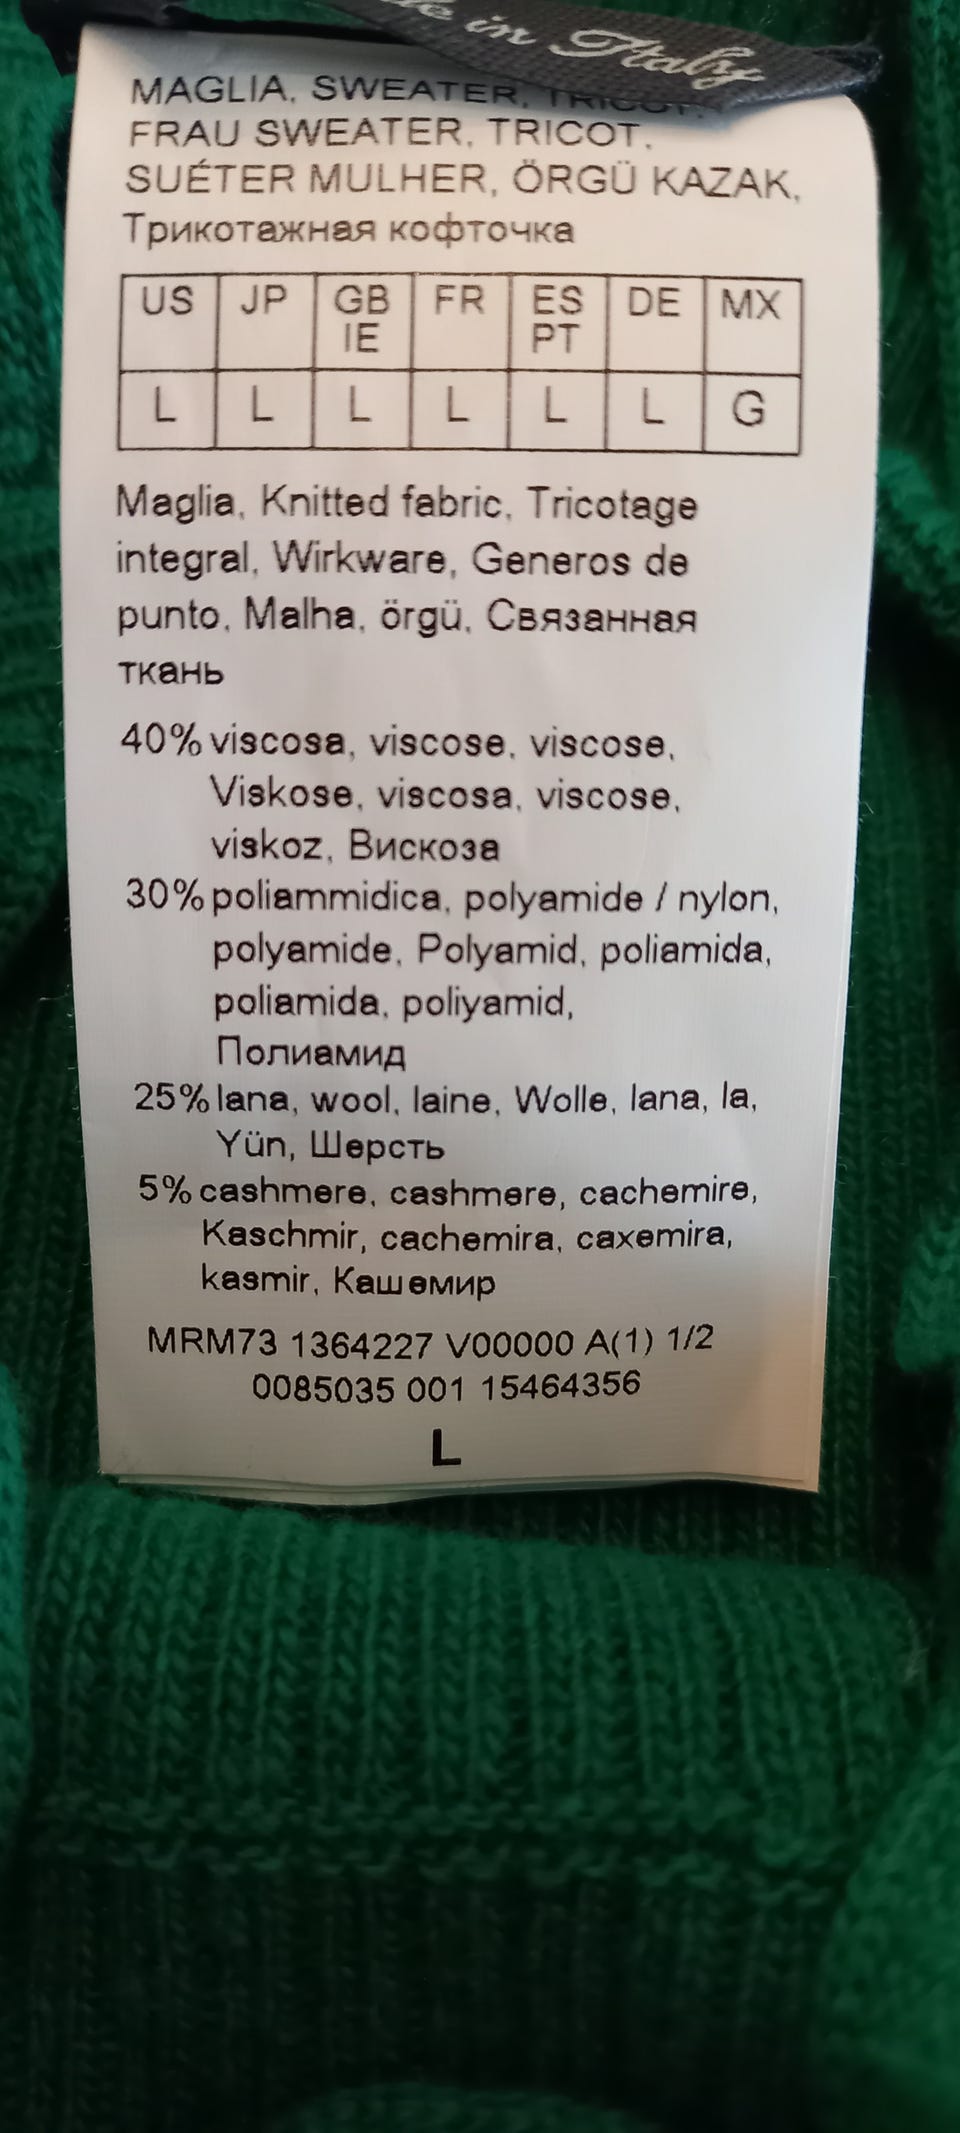 in Italy
MAGLIA, SWEATER, TRICOT,
FRAU SWEATER, TRICOT,
SUÉTER MULHER, ÖRGÜ KAZAK,
Трикотажная кофточка
US JP GB IE FR ES PT DE MX
L L L L L L G
Maglia, Knitted fabric, Tricotage
integral, Wirkware, Generos de
punto, Malha, örgü, Связанная
ткань
40% viscosa, viscose, viscose,
Viskose, viscosa, viscose,
viskoz, Вискоза
30% poliammidica, polyamide / nylon,
polyamide, Polyamid, poliamida,
poliamida, poliyamid,
Полиамид
25% lana, wool, laine, Wolle, lana, la,
Yün, Шерсть
5% cashmere, cashmere, cachemire,
Kaschmir, cachemira, caxemira,
kasmir, Кашемир
MRM73 1364227 V00000 A(1) 1/2
0085035 001 15464356
L